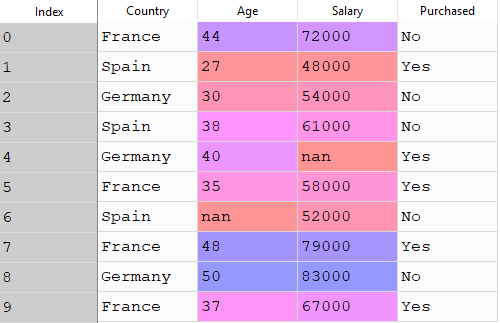 Index Country Age Salary Purchased
0 France 44 72000 No
1 Spain 27 48000 Yes
2 Germany 30 54000 No
3 Spain 38 61000 No
4 Germany 40 nan Yes
5 France 35 58000 Yes
6 Spain nan 52000 No
7 France 48 79000 Yes
8 Germany 50 83000 No
9 France 37 67000 Yes